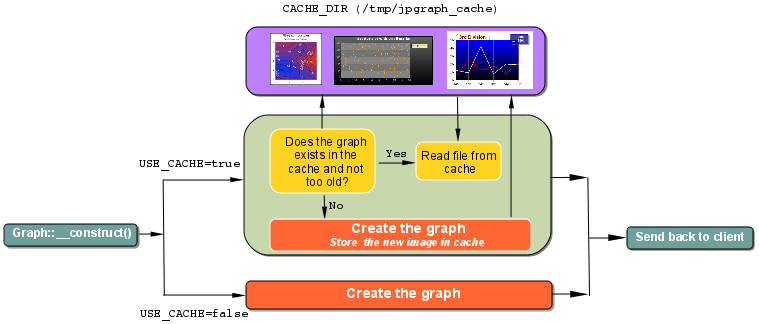 CACHE_DIR (/tmp/jpgraph_cache)
3rd Division
Does the graph
exists in the
cache and not
too old?
Yes
Read file from
cache
USE_CACHE=true
No
Create the graph
Store the new image in cache
Graph::__construct()
Send back to client
Create the graph
USE_CACHE=false